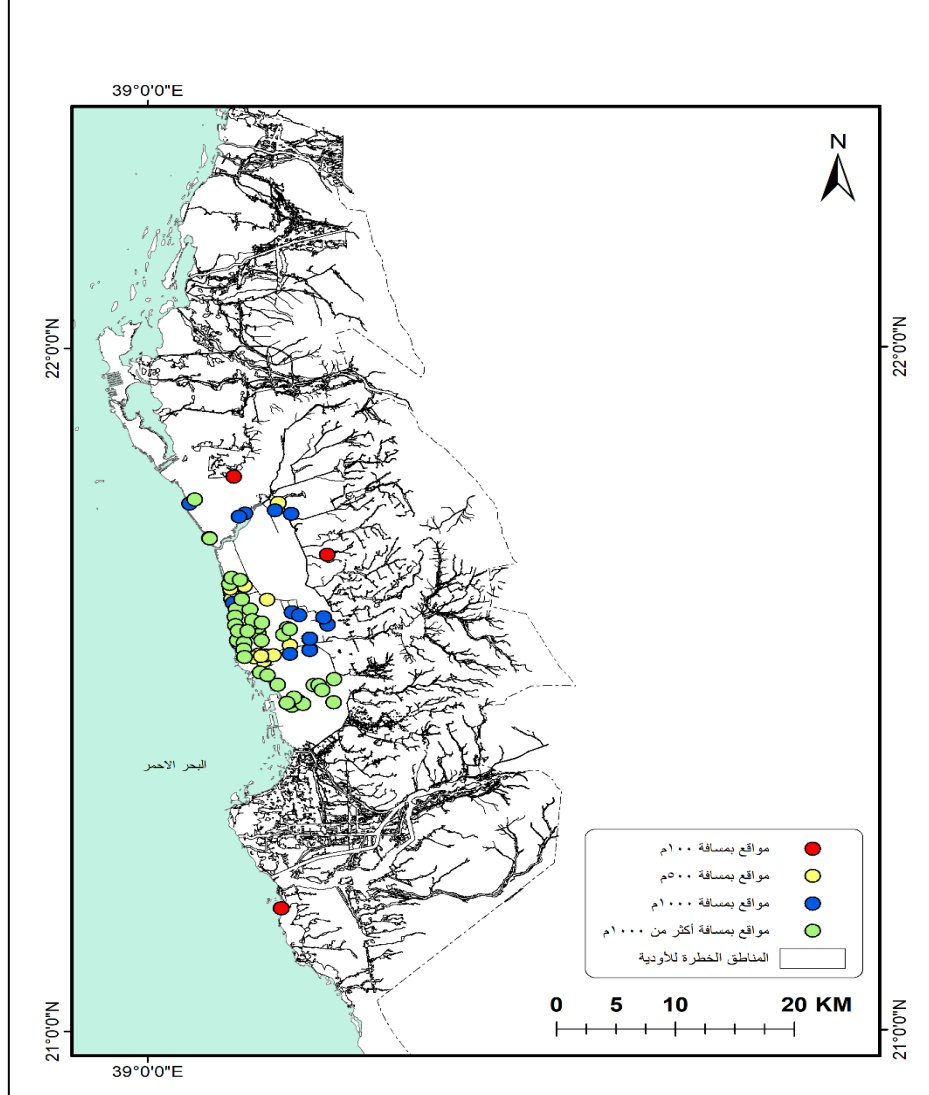 39°0'0"E
N
22°0'0"N
22°0'0"N
البحر الاحمر
مواقع بمسافة ١٠٠م
مواقع بمسافة ٥٠٠م
مواقع بمسافة ١٠٠٠م
مواقع بمسافة أكثر من ١٠٠٠م
المناطق الخطرة للأودية
0 5 10 20 KM
21°0'0"N
21°0'0"N
39°0'0"E